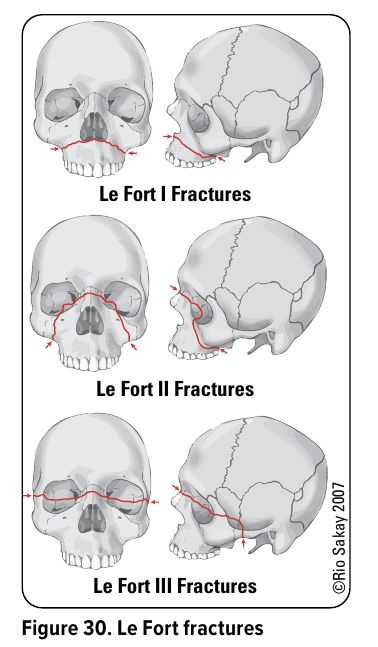 Le Fort I Fractures
Le Fort II Fractures
Le Fort III Fractures
©Rio Sakay 2007
Figure 30. Le Fort fractures